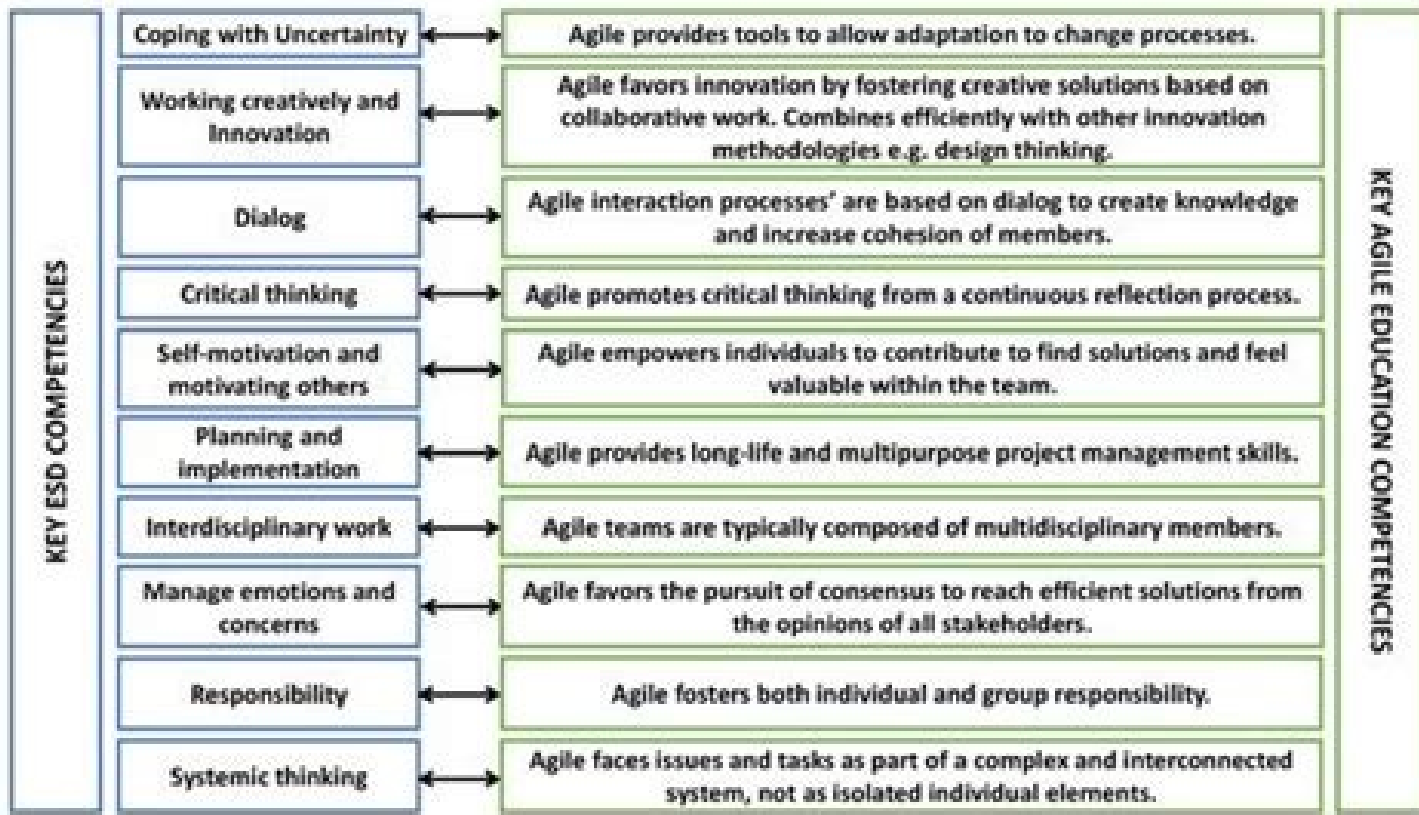 KEY ESD COMPETENCIES
Coping with Uncertainty
Agile provides tools to allow adaptation to change processes.
Working creatively and
Innovation
Agile favors innovation by fostering creative solutions based on
collaborative work. Combines efficiently with other innovation
methodologies e.g. design thinking.
Dialog
Agile interaction processes' are based on dialog to create knowledge
and increase cohesion of members.
Critical thinking
Agile promotes critical thinking from a continuous reflection process.
Self-motivation and
motivating others
Agile empowers individuals to contribute to find solutions and feel
valuable within the team.
Planning and
implementation
Agile provides long-life and multipurpose project management skills.
Interdisciplinary work
Agile teams are typically composed of multidisciplinary members.
Manage emotions and
concerns
Agile favors the pursuit of consensus to reach efficient solutions from
the opinions of all stakeholders.
Responsibility
Agile fosters both individual and group responsibility.
Systemic thinking
Agile faces issues and tasks as part of a complex and interconnected
system, not as isolated individual elements.
KEY AGILE EDUCATION COMPETENCIES